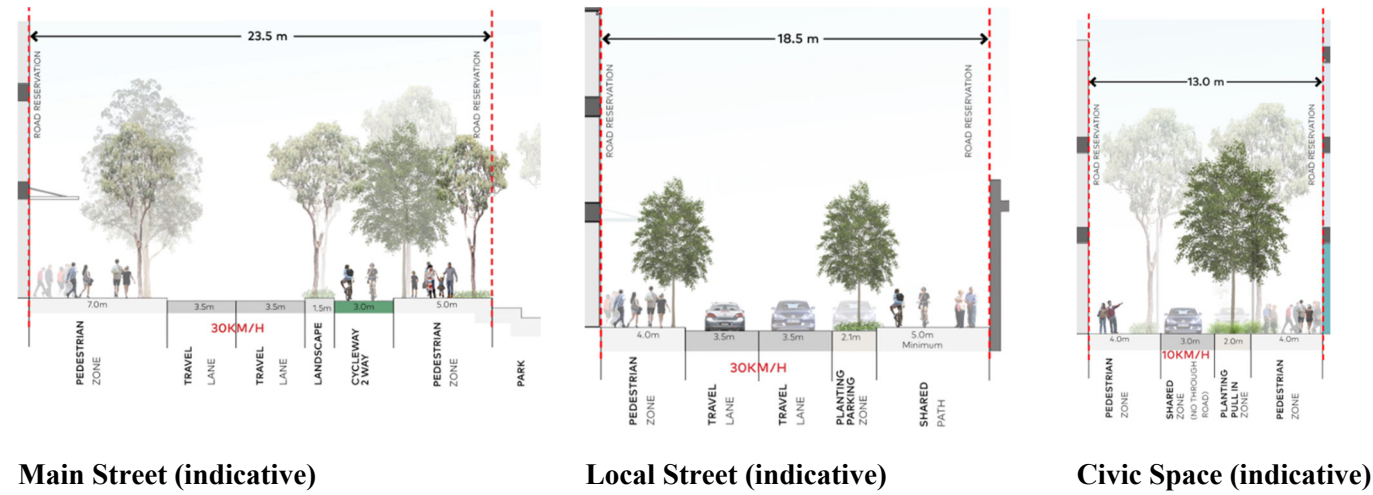 23.5 m
ROAD RESERVATION
ROAD RESERVATION
7.0m
3.5m
3.5m
1.5m
3.0m
5.0m
30KM/H
PEDESTRIAN
ZONE
TRAVEL
LANE
TRAVEL
LANE
LANDSCAPE
CYCLEWAY
2 WAY
PEDESTRIAN
ZONE
PARK
Main Street (indicative)
18.5 m
ROAD RESERVATION
ROAD RESERVATION
4.0m
3.5m
3.5m
2.1m
5.0m
Minimum
30KM/H
PEDESTRIAN
ZONE
TRAVEL
LANE
TRAVEL
LANE
PLANTING
PARKING
ZONE
SHARED
PATH
Local Street (indicative)
13.0 m
ROAD RESERVATION
ROAD RESERVATION
4.0m
3.0m
2.0m
4.0m
10KM/H
PEDESTRIAN
ZONE
SHARED
ZONE
(NO THROUGH
ROAD)
PLANTING
PULL IN
ZONE
PEDESTRIAN
ZONE
Civic Space (indicative)